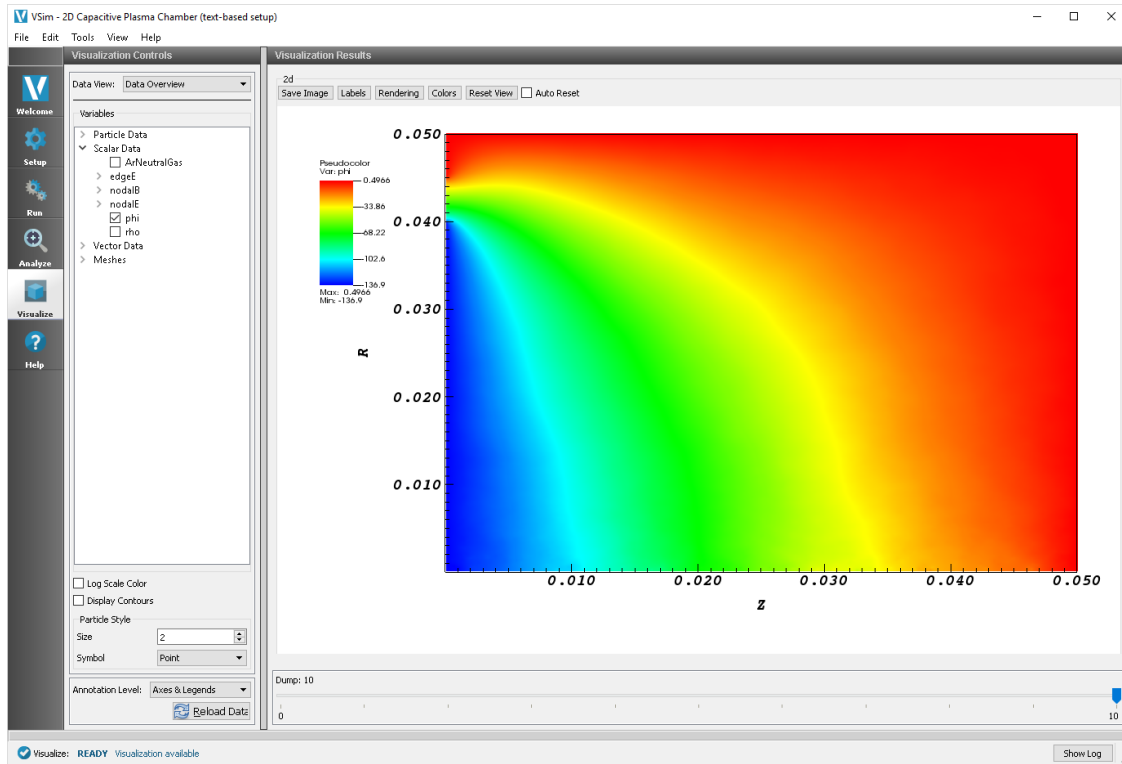 VSim - 2D Capacitive Plasma Chamber (text-based setup)
File Edit Tools View Help
Visualization Controls
Visualization Results
Welcome
Setup
Run
Analyze
Visualize
Help
Data View: Data Overview
Variables
Particle Data
Scalar Data
ArNeutralGas
edgeE
nodalB
nodalE
phi
rho
Vector Data
Meshes
Log Scale Color
Display Contours
Particle Style
Size 2
Symbol Point
Annotation Level: Axes & Legends
Reload Data
2d
Save Image Labels Rendering Colors Reset View Auto Reset
Pseudocolor
Var: phi
0.4966
-33.86
-68.22
-102.6
-136.9
Max: 0.4966
Min: -136.9
0.050
0.040
0.030
0.020
0.010
R
0.010 0.020 0.030 0.040 0.050
Z
Dump: 10
0 10
Visualize: READY Visualization available
Show Log